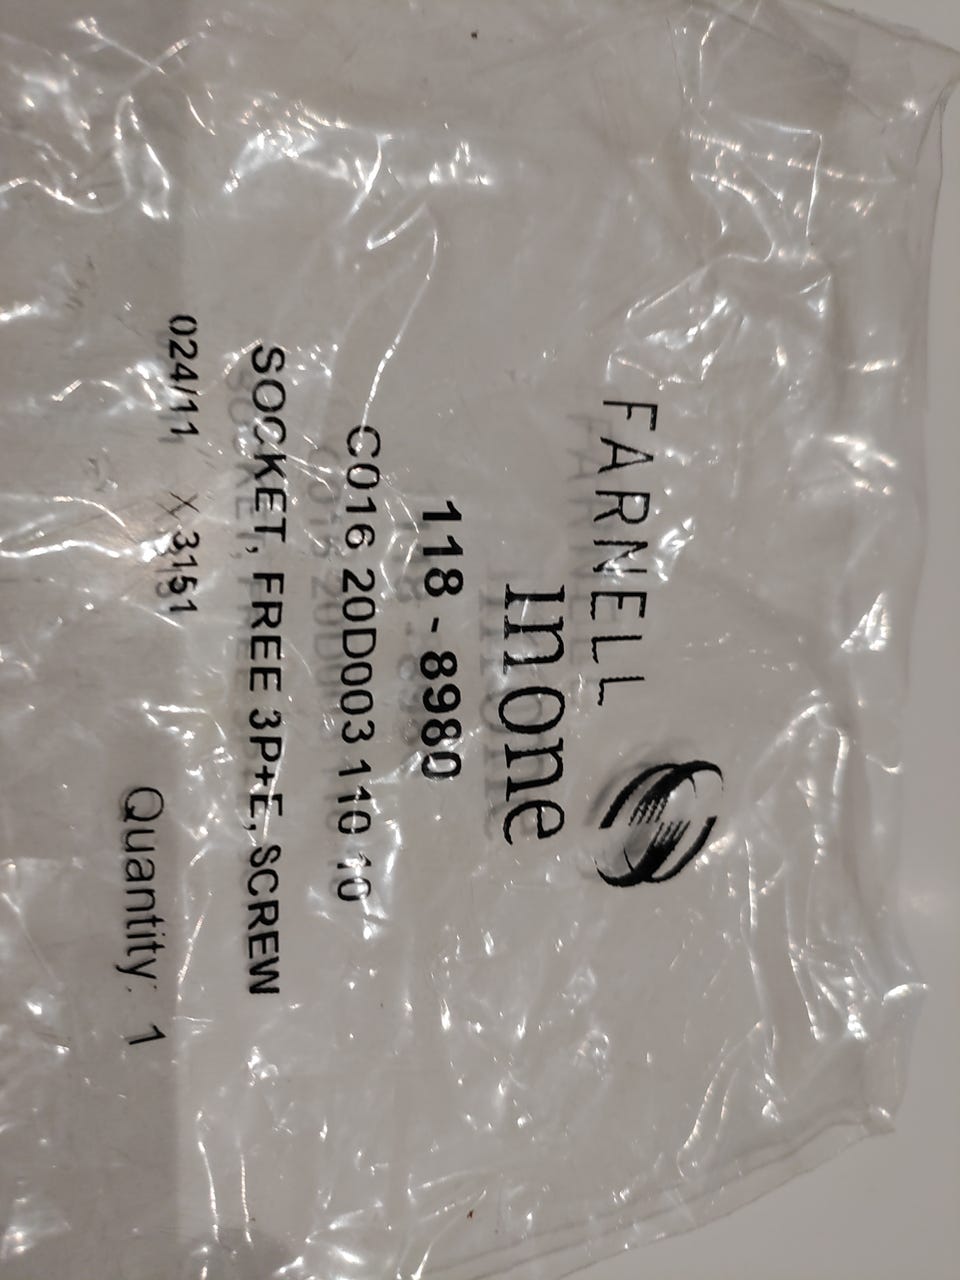 FARNELL
InOne
118 - 8980
C016 20D003 110 10
SOCKET, FREE 3P+E, SCREW
024/11 X 3151
Quantity: 1